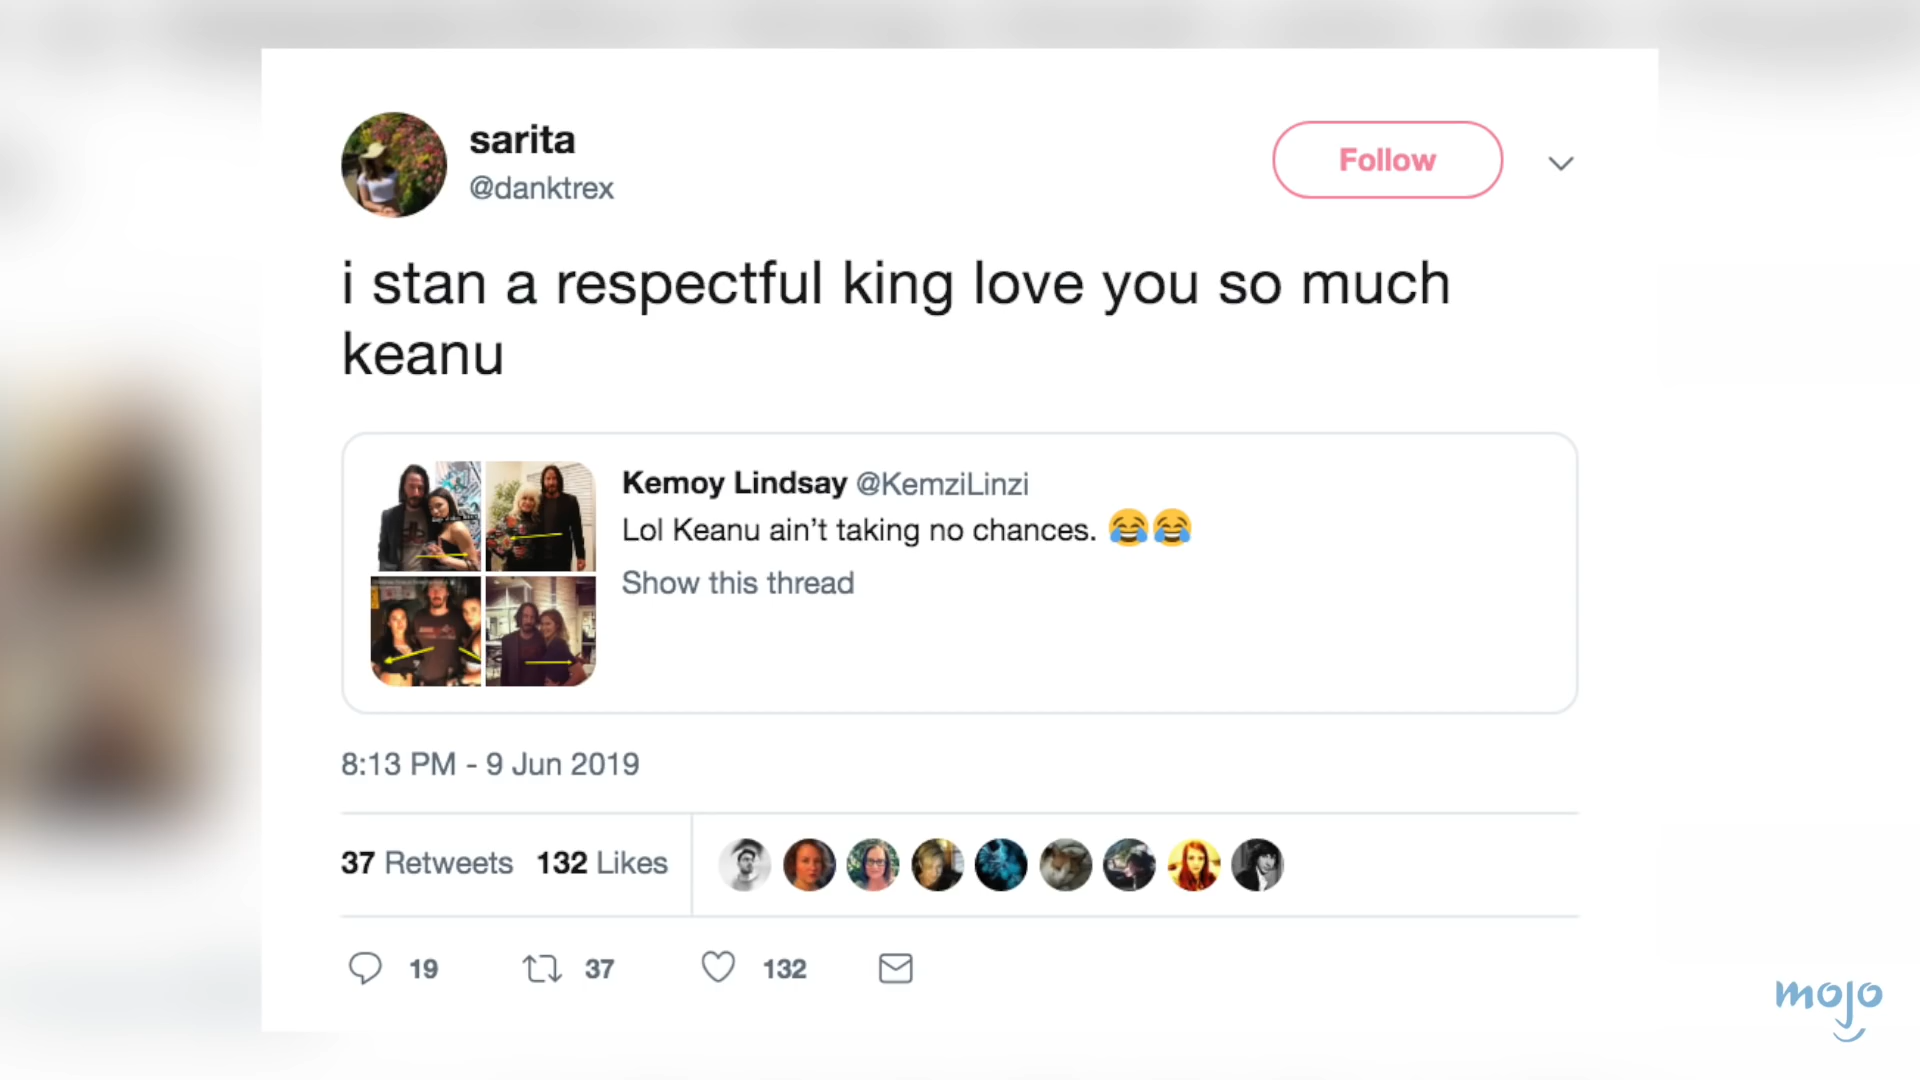 sarita
@danktrex
Follow
i stan a respectful king love you so much
keanu
Kemoy Lindsay @KemziLinzi
Lol Keanu ain’t taking no chances. 😂😂
Show this thread
8:13 PM - 9 Jun 2019
37 Retweets 132 Likes
19 37 132
mojo